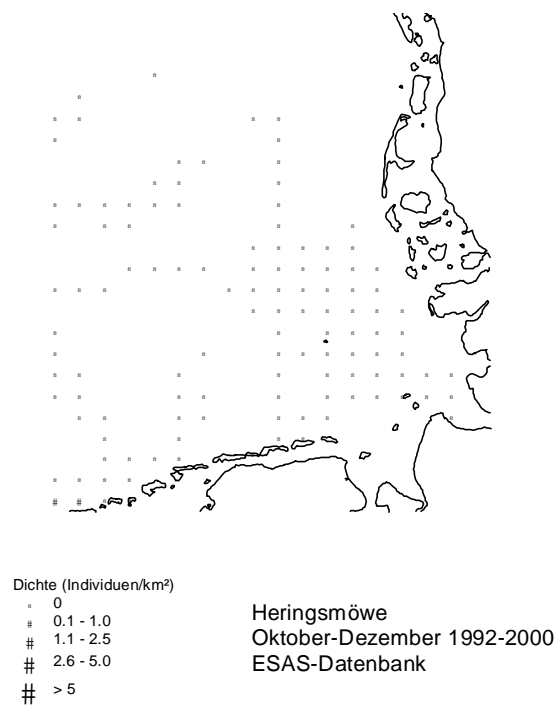 Dichte (Individuen/km²)
0
# 0.1 - 1.0
# 1.1 - 2.5
# 2.6 - 5.0
# > 5
Heringsmöwe
Oktober-Dezember 1992-2000
ESAS-Datenbank